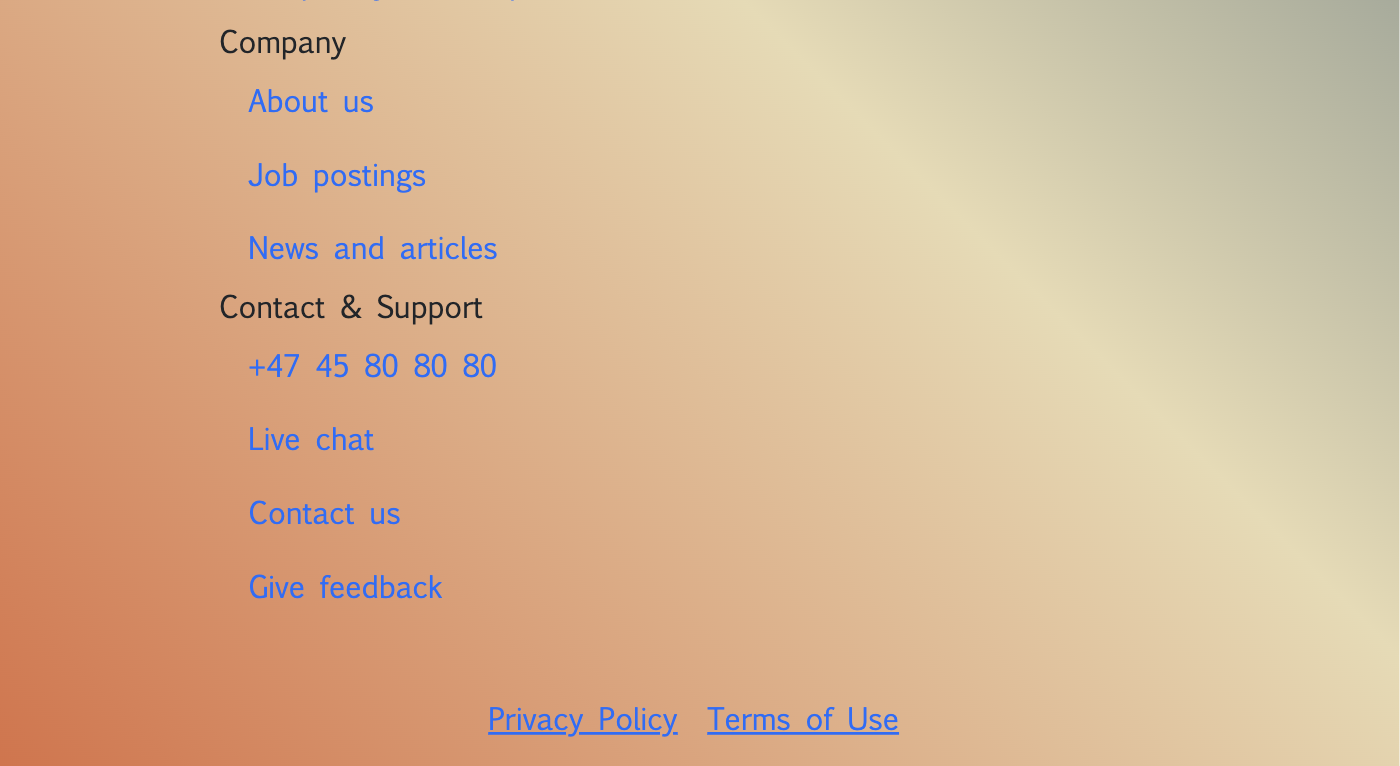 Company
About us
Job postings
News and articles
Contact & Support
+47 45 80 80 80
Live chat
Contact us
Give feedback
Privacy Policy Terms of Use